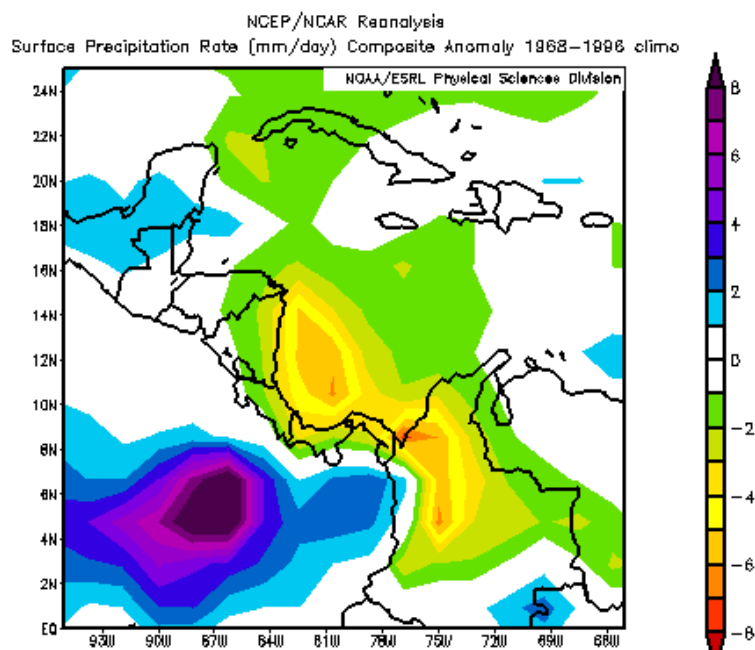 NCEP/NCAR Reanalysis
Surface Precipitation Rate (mm/day) Composite Anomaly 1968-1996 climo
NOAA/ESRL Physical Sciences Division
24N
22N
20N
18N
16N
14N
12N
10N
8N
6N
4N
2N
EQ
93W 90W 87W 84W 81W 78W 75W 72W 69W 66W
8
6
4
2
0
-2
-4
-6
-8